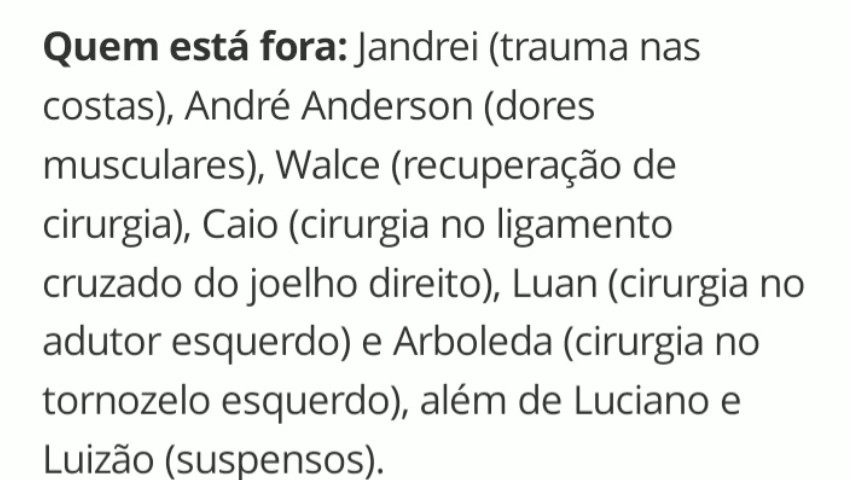 Quem está fora: Jandrei (trauma nas
costas), André Anderson (dores
musculares), Walce (recuperação de
cirurgia), Caio (cirurgia no ligamento
cruzado do joelho direito), Luan (cirurgia no
adutor esquerdo) e Arboleda (cirurgia no
tornozelo esquerdo), além de Luciano e
Luizão (suspensos).